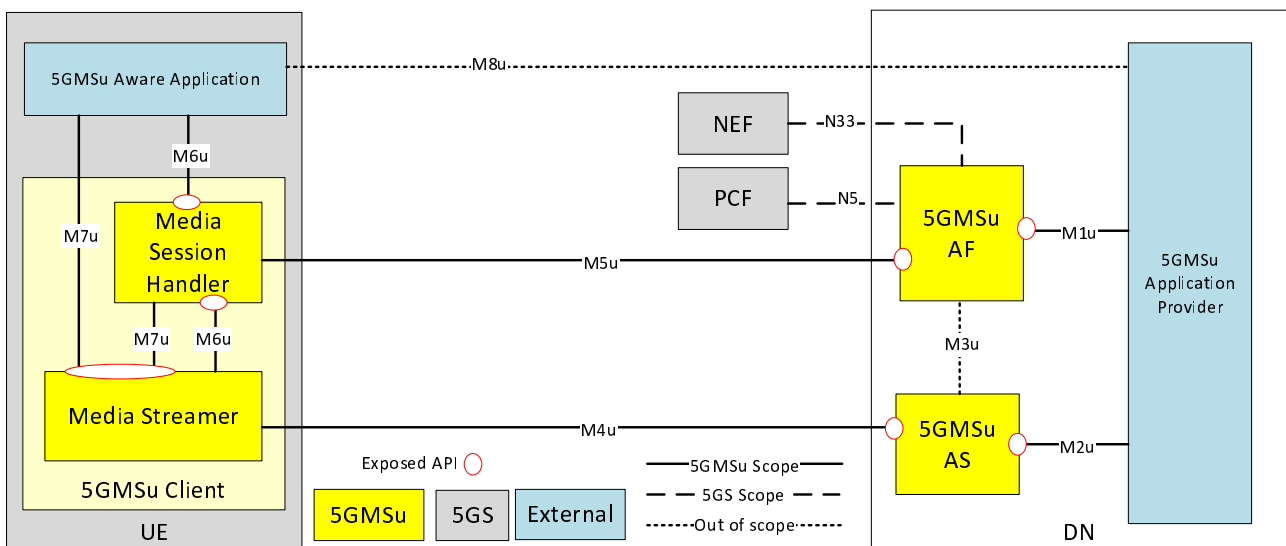 5GMSu Aware Application
M8u
NEF
N33
M6u
PCF
N5
Media
Session
Handler
5GMSu
AF
M7u
M1u
M5u
5GMSu
Application
Provider
M7u
M6u
M3u
Media Streamer
M4u
5GMSu
AS
M2u
Exposed API
5GMSu Scope
5GMSu Client
5GS Scope
5GMSu
5GS
External
Out of scope
UE
DN